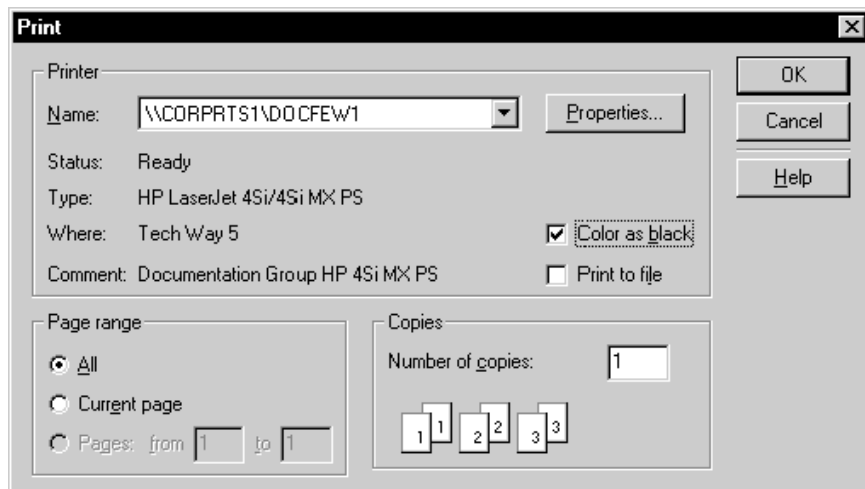 Print
Printer
OK
Name: \\CORPRTS1\DOCFEW1 Properties...
Cancel
Status: Ready
Type: HP LaserJet 4Si/4Si MX PS
Help
Where: Tech Way 5 Color as black
Comment: Documentation Group HP 4Si MX PS Print to file
Page range
All
Current page
Pages: from 1 to 1
Copies
Number of copies: 1
1 1 2 2 3 3